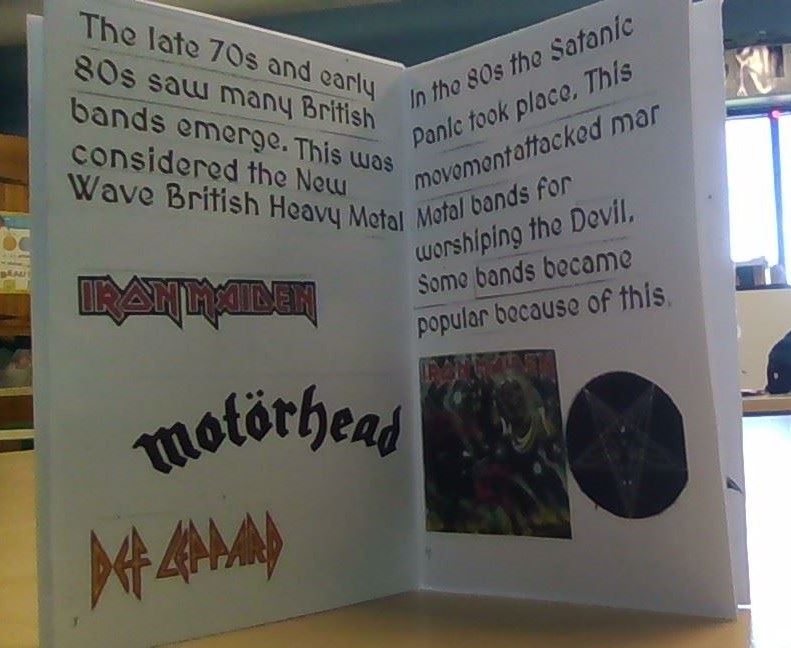 The late 70s and early
80s saw many British
bands emerge. This was
considered the New
Wave British Heavy Metal
IRON MAIDEN
motörhead
DEF LEPPARD
In the 80s the Satanic
Panic took place. This
movementattacked mar
Metal bands for
worshiping the Devil.
Some bands became
popular because of this.
IRON MAIDEN